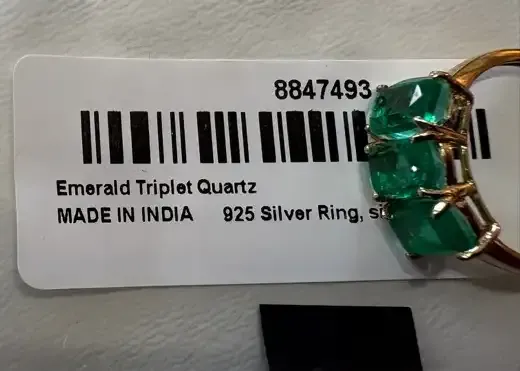 8847493
Emerald Triplet Quartz
MADE IN INDIA 925 Silver Ring,